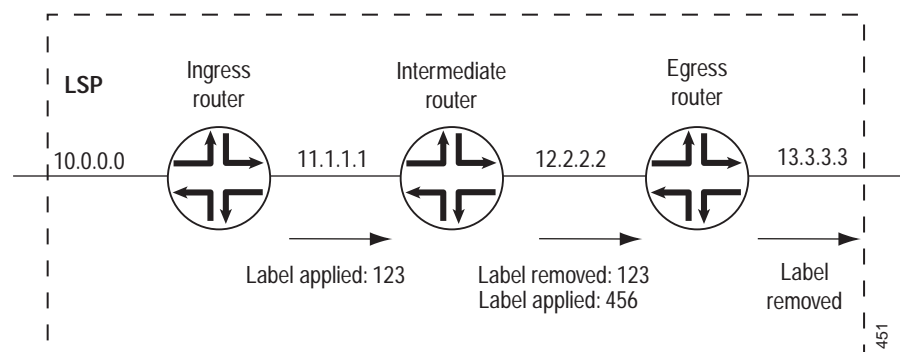 LSP
Ingress
router
Intermediate
router
Egress
router
10.0.0.0
11.1.1.1
12.2.2.2
13.3.3.3
Label applied: 123
Label removed: 123
Label applied: 456
Label
removed
451